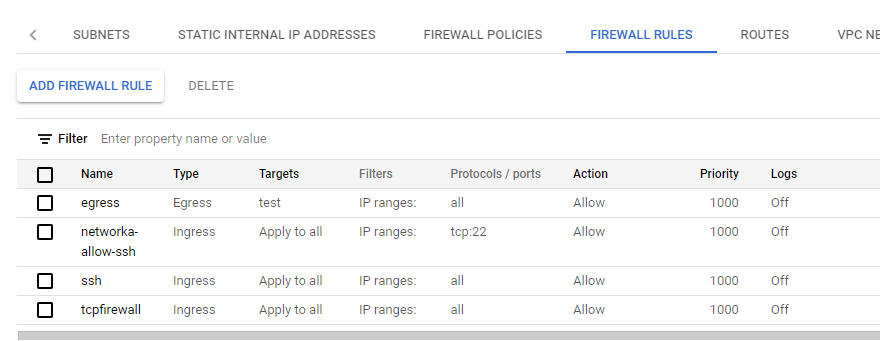 SUBNETS STATIC INTERNAL IP ADDRESSES FIREWALL POLICIES FIREWALL RULES ROUTES VPC NE
ADD FIREWALL RULE DELETE
Filter Enter property name or value
Name Type Targets Filters Protocols / ports Action Priority Logs
egress Egress test IP ranges: all Allow 1000 Off
networka- Ingress Apply to all IP ranges: tcp:22 Allow 1000 Off
allow-ssh
ssh Ingress Apply to all IP ranges: all Allow 1000 Off
tcpfirewall Ingress Apply to all IP ranges: all Allow 1000 Off